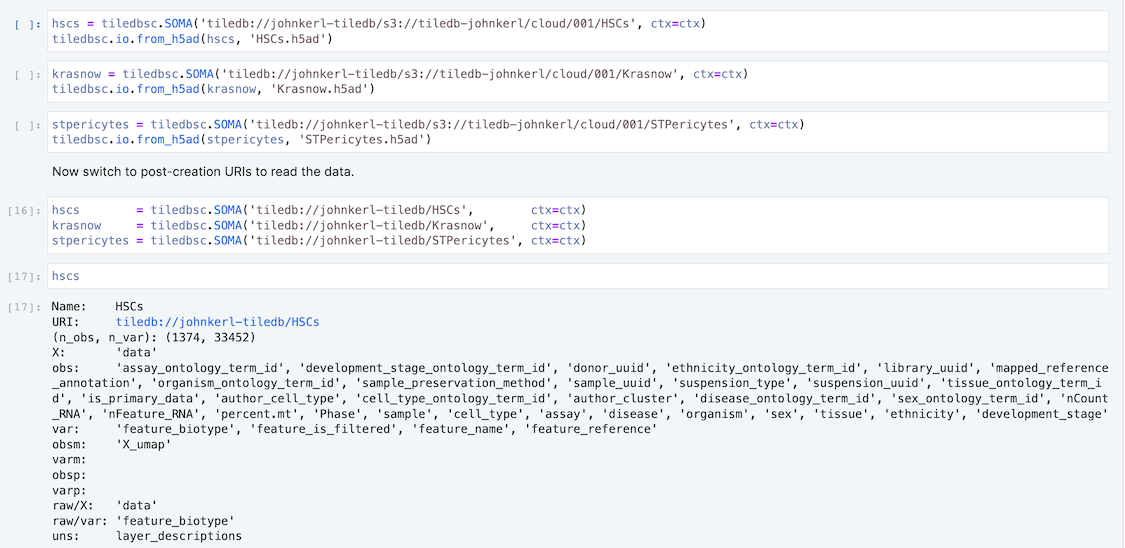 [ ]: hscs = tiledbsc.SOMA('tiledb://johnkerl-tiledb/s3://tiledb-johnkerl/cloud/001/HSCs', ctx=ctx)
tiledbsc.io.from_h5ad(hscs, 'HSCs.h5ad')
[ ]: krasnow = tiledbsc.SOMA('tiledb://johnkerl-tiledb/s3://tiledb-johnkerl/cloud/001/Krasnow', ctx=ctx)
tiledbsc.io.from_h5ad(krasnow, 'Krasnow.h5ad')
[ ]: stpericytes = tiledbsc.SOMA('tiledb://johnkerl-tiledb/s3://tiledb-johnkerl/cloud/001/STPericytes', ctx=ctx)
tiledbsc.io.from_h5ad(stpericytes, 'STPericytes.h5ad')
Now switch to post-creation URIs to read the data.
[16]: hscs        = tiledbsc.SOMA('tiledb://johnkerl-tiledb/HSCs',        ctx=ctx)
krasnow     = tiledbsc.SOMA('tiledb://johnkerl-tiledb/Krasnow',     ctx=ctx)
stpericytes = tiledbsc.SOMA('tiledb://johnkerl-tiledb/STPericytes', ctx=ctx)
[17]: hscs
[17]: Name:    HSCs
URI:     tiledb://johnkerl-tiledb/HSCs
(n_obs, n_var): (1374, 33452)
X:       'data'
obs:     'assay_ontology_term_id', 'development_stage_ontology_term_id', 'donor_uuid', 'ethnicity_ontology_term_id', 'library_uuid', 'mapped_reference
_annotation', 'organism_ontology_term_id', 'sample_preservation_method', 'sample_uuid', 'suspension_type', 'suspension_uuid', 'tissue_ontology_term_i
d', 'is_primary_data', 'author_cell_type', 'cell_type_ontology_term_id', 'author_cluster', 'disease_ontology_term_id', 'sex_ontology_term_id', 'nCount
_RNA', 'nFeature_RNA', 'percent.mt', 'Phase', 'sample', 'cell_type', 'assay', 'disease', 'organism', 'sex', 'tissue', 'ethnicity', 'development_stage'
var:     'feature_biotype', 'feature_is_filtered', 'feature_name', 'feature_reference'
obsm:    'X_umap'
varm:
obsp:
varp:
raw/X:   'data'
raw/var: 'feature_biotype'
uns:     layer_descriptions